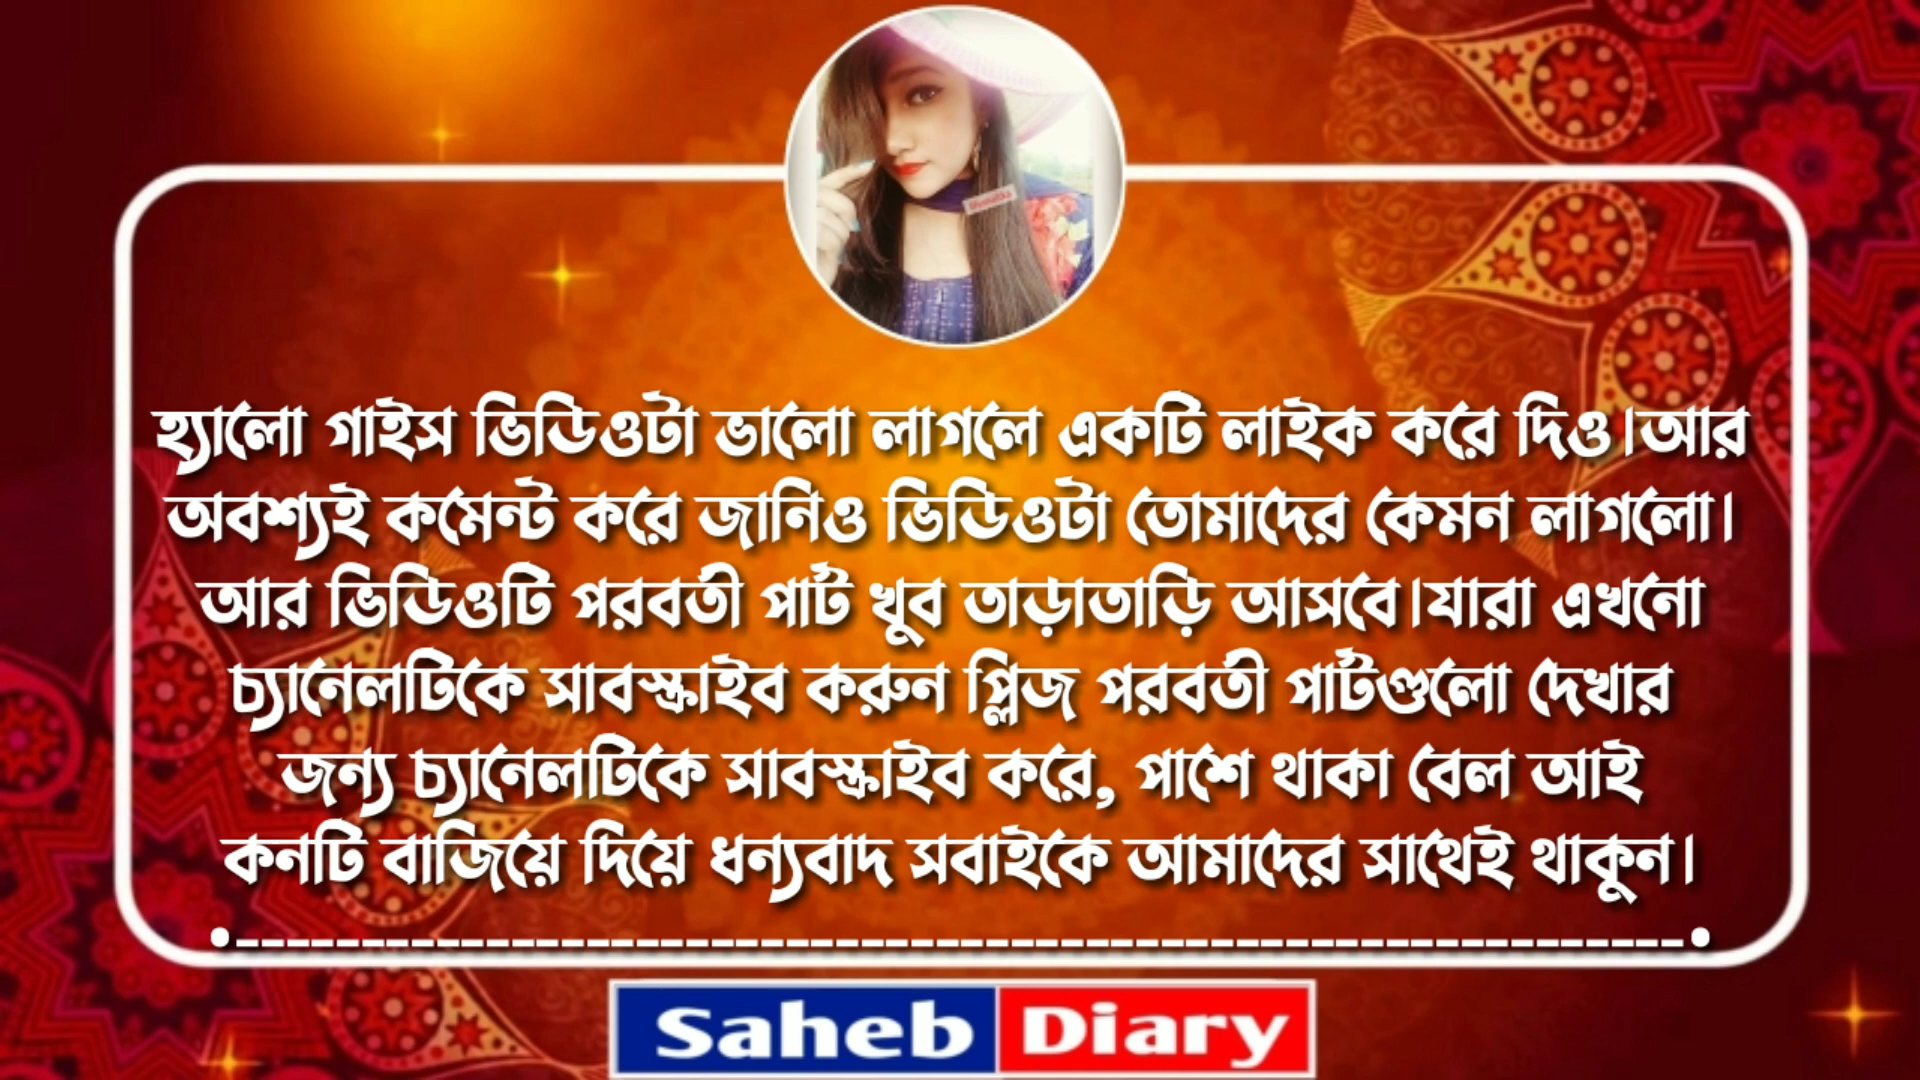 হ্যালো গাইস ভিডিওটা ভালো লাগলে একটি লাইক করে দিও।আর
অবশ্যই কমেন্ট করে জানিও ভিডিওটা তোমাদের কেমন লাগলো।
আর ভিডিওটি পরবর্তী পার্ট খুব তাড়াতাড়ি আসবে।যারা এখনো
চ্যানেলটিকে সাবস্ক্রাইব করুন প্লিজ পরবর্তী পার্টগুলো দেখার
জন্য চ্যানেলটিকে সাবস্ক্রাইব করে, পাশে থাকা বেল আই
কনটি বাজিয়ে দিয়ে ধন্যবাদ সবাইকে আমাদের সাথেই থাকুন।
Saheb Diary